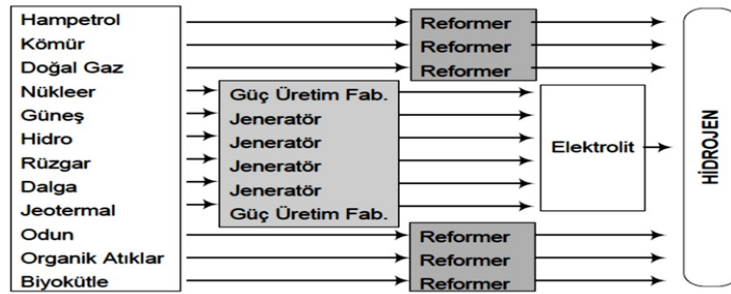 Hampetrol
Kömür
Doğal Gaz
Nükleer
Güneş
Hidro
Rüzgar
Dalga
Jeotermal
Odun
Organik Atıklar
Biyokütle
Reformer
Reformer
Reformer
Güç Üretim Fab.
Jeneratör
Jeneratör
Jeneratör
Jeneratör
Güç Üretim Fab.
Reformer
Reformer
Reformer
Elektrolit
HİDROJEN